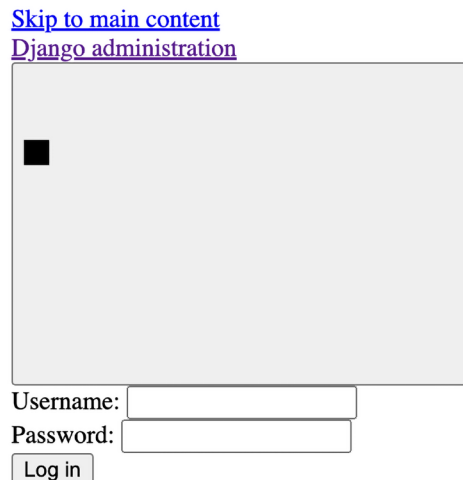 Skip to main content
Django administration
Username:
Password:
Log in